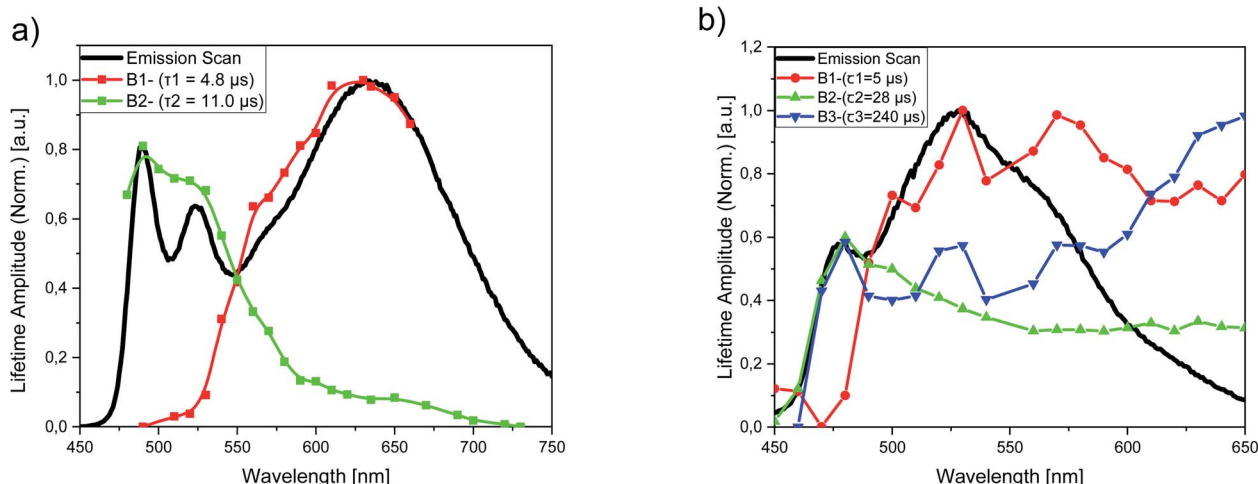 a)
Emission Scan
B1- (τ1 = 4.8 µs)
B2- (τ2 = 11.0 µs)
1,0
0,8
0,6
0,4
0,2
0,0
450 500 550 600 650 700 750
Wavelength [nm]
Lifetime Amplitude (Norm.) [a.u.]
b)
Emission Scan
B1-(τ1=5 µs)
B2-(τ2=28 µs)
B3-(τ3=240 µs)
1,2
1,0
0,8
0,6
0,4
0,2
0,0
450 500 550 600 650
Wavelength [nm]
Lifetime Amplitude (Norm.) [a.u.]